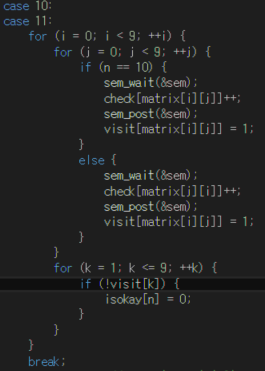 case 10:
case 11:
    for (i = 0; i < 9; ++i) {
        for (j = 0; j < 9; ++j) {
            if (n == 10) {
                sem_wait(&sem);
                check[matrix[i][j]]++;
                sem_post(&sem);
                visit[matrix[i][j]] = 1;
            }
            else {
                sem_wait(&sem);
                check[matrix[j][i]]++;
                sem_post(&sem);
                visit[matrix[i][j]] = 1;
            }
        }
        for (k = 1; k <= 9; ++k) {
            if (!visit[k]) {
                isokay[n] = 0;
            }
        }
    }
    break;